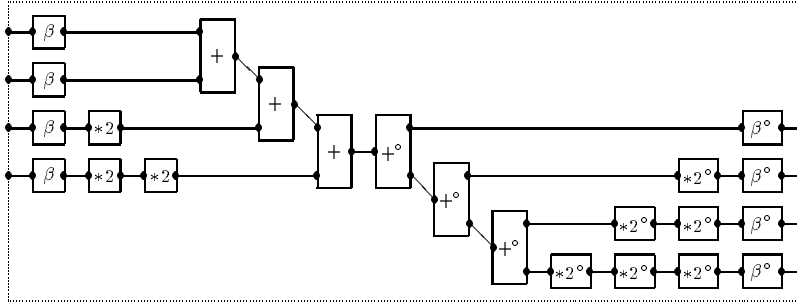 β +
β +
β *2 + +° β°
β *2 *2 +° *2° β°
+° *2° *2° β°
*2° *2° *2° β°